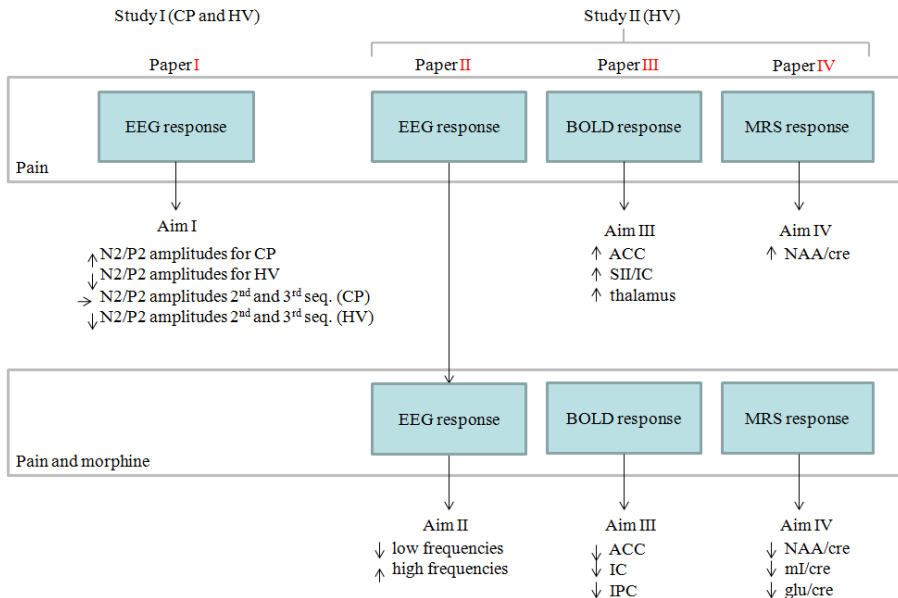 Study I (CP and HV)
Study II (HV)
Paper I
Paper II
Paper III
Paper IV
EEG response
EEG response
BOLD response
MRS response
Pain
Aim I
↑ N2/P2 amplitudes for CP
↓ N2/P2 amplitudes for HV
→ N2/P2 amplitudes 2nd and 3rd seq. (CP)
↓ N2/P2 amplitudes 2nd and 3rd seq. (HV)
Aim III
↑ ACC
↑ SII/IC
↑ thalamus
Aim IV
↑ NAA/cre
EEG response
BOLD response
MRS response
Pain and morphine
Aim II
↓ low frequencies
↑ high frequencies
Aim III
↓ ACC
↓ IC
↓ IPC
Aim IV
↓ NAA/cre
↓ mI/cre
↓ glu/cre